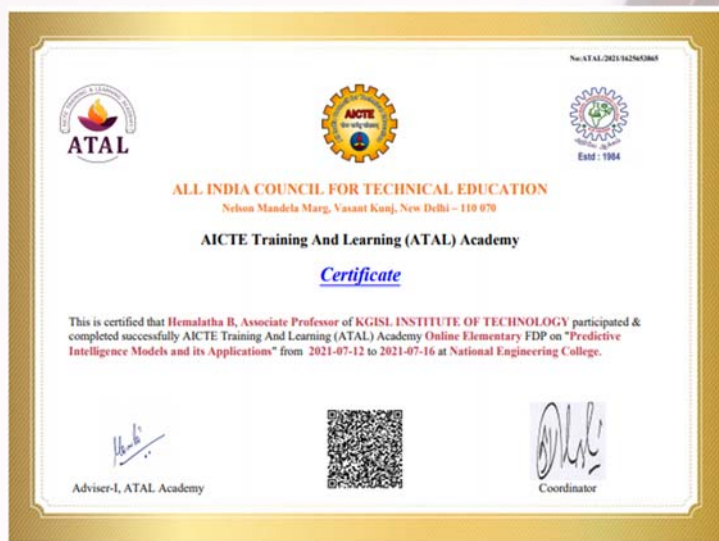 No:ATAL/2021/1625653865
AICTE TRAINING & LEARNING ACADEMY
ATAL
AICTE
Estd : 1984
ALL INDIA COUNCIL FOR TECHNICAL EDUCATION
Nelson Mandela Marg, Vasant Kunj, New Delhi – 110 070
AICTE Training And Learning (ATAL) Academy
Certificate
This is certified that Hemalatha B, Associate Professor of KGISL INSTITUTE OF TECHNOLOGY participated &
completed successfully AICTE Training And Learning (ATAL) Academy Online Elementary FDP on "Predictive
Intelligence Models and its Applications" from 2021-07-12 to 2021-07-16 at National Engineering College.
Adviser-I, ATAL Academy
Coordinator